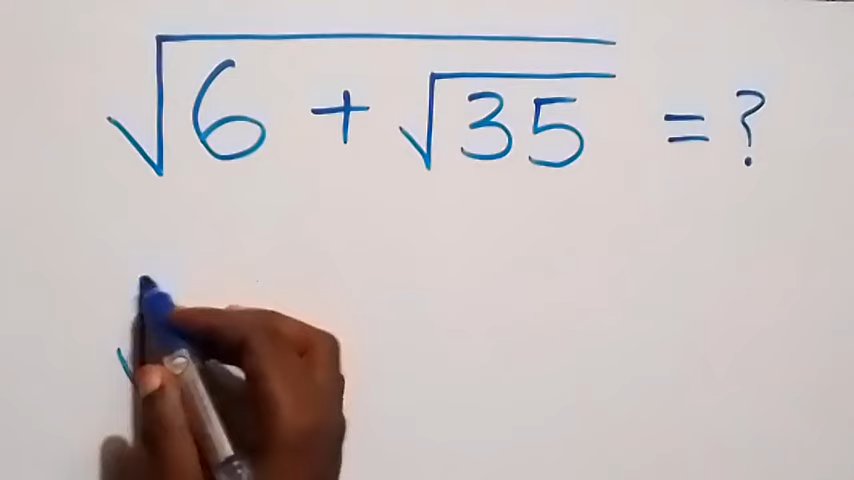 √(6 + √35) = ?